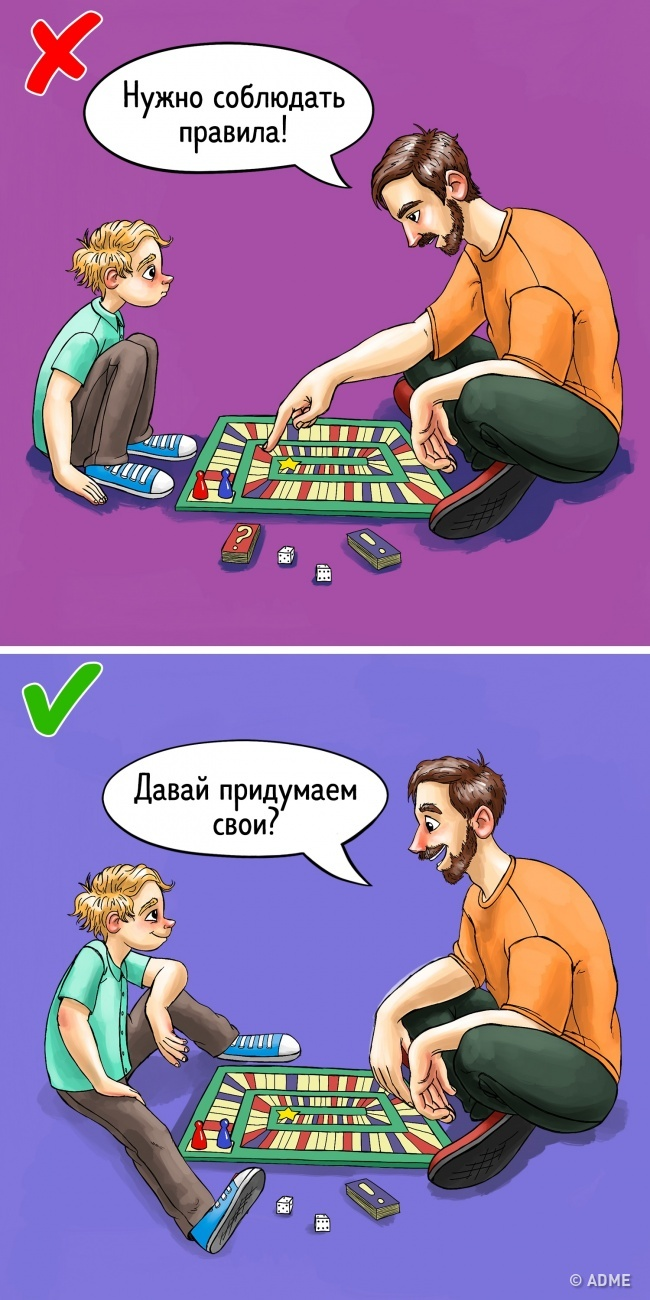 Нужно соблюдать
правила!
?
!
Давай придумаем
свои?
!
© ADME